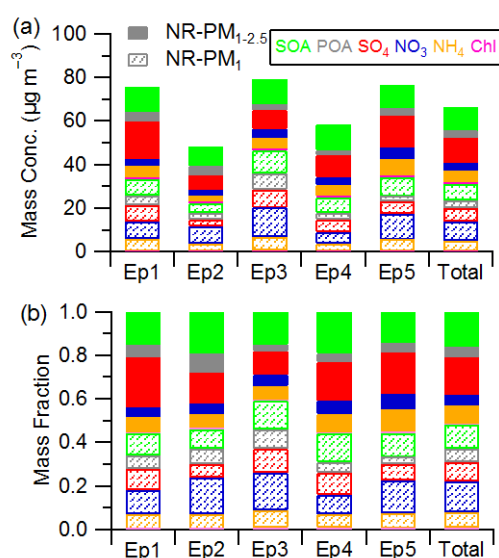 (a)
NR-PM1-2.5
NR-PM1
SOA POA SO4 NO3 NH4 Chl
Mass Conc. (μg m−3)
100
80
60
40
20
0
Ep1 Ep2 Ep3 Ep4 Ep5 Total
(b)
Mass Fraction
1.0
0.8
0.6
0.4
0.2
0.0
Ep1 Ep2 Ep3 Ep4 Ep5 Total